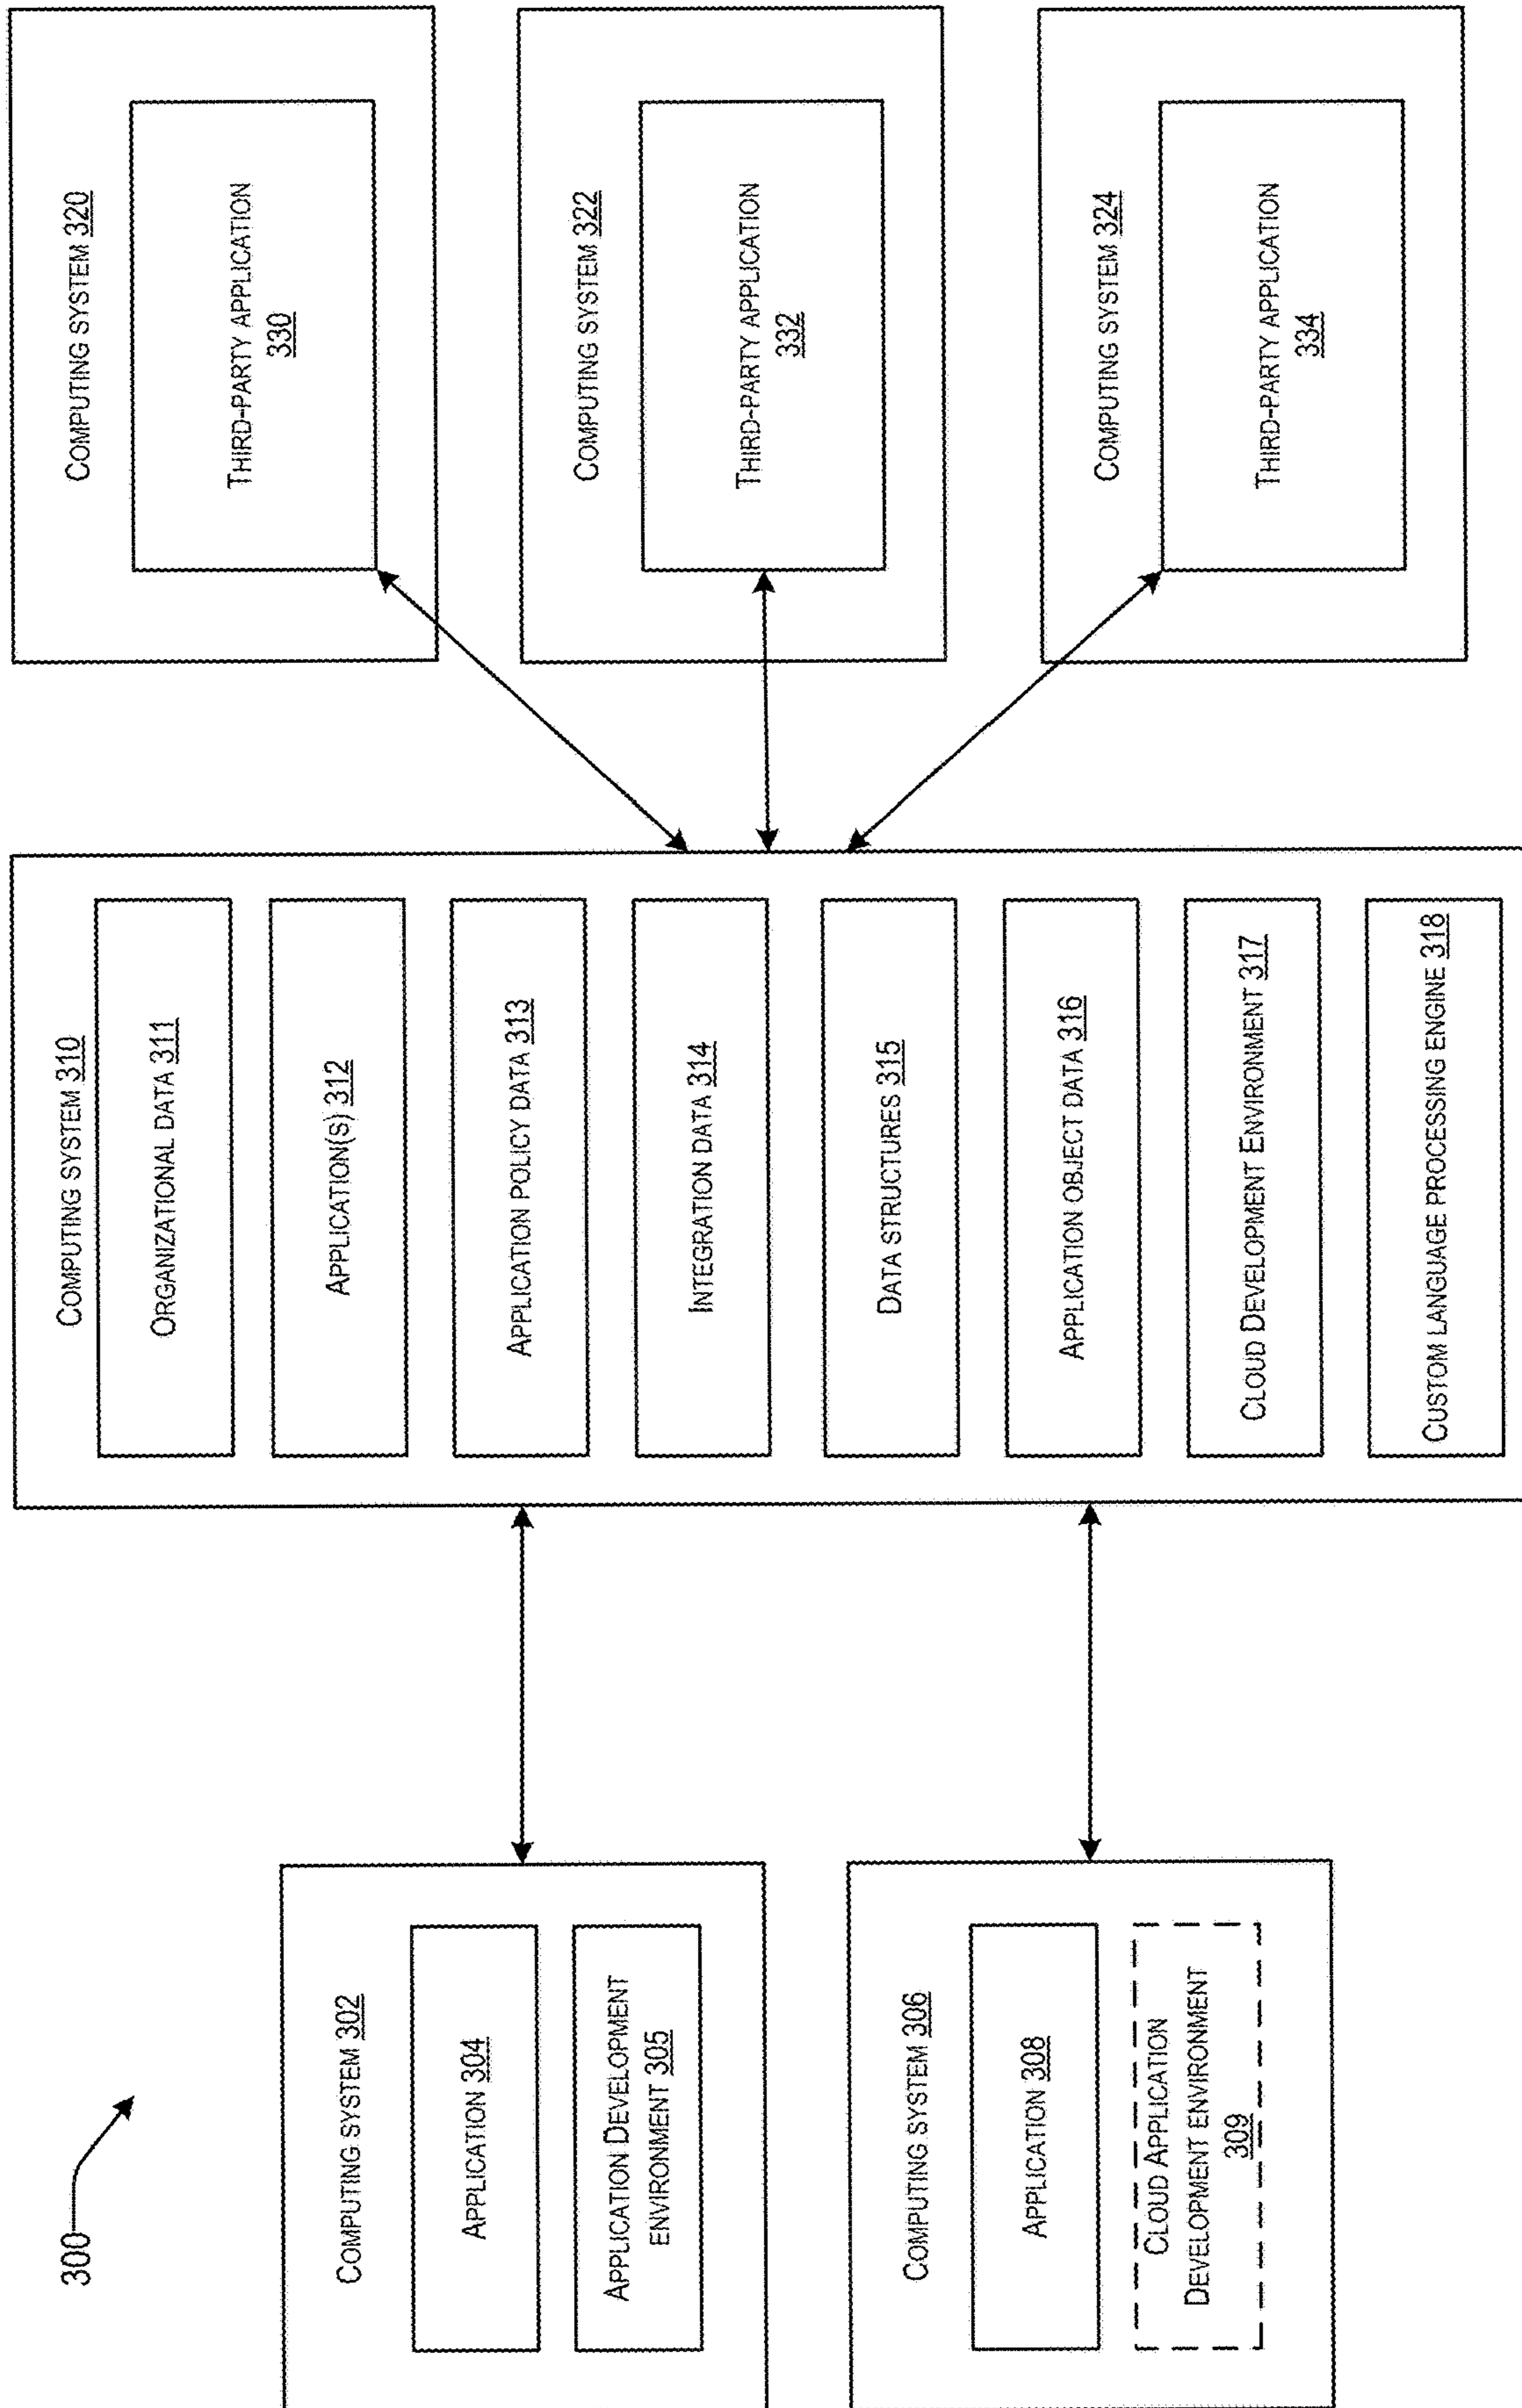 300
COMPUTING SYSTEM 302
APPLICATION 304
APPLICATION DEVELOPMENT
ENVIRONMENT 305
COMPUTING SYSTEM 306
APPLICATION 308
CLOUD APPLICATION
DEVELOPMENT ENVIRONMENT
309
COMPUTING SYSTEM 310
ORGANIZATIONAL DATA 311
APPLICATION(S) 312
APPLICATION POLICY DATA 313
INTEGRATION DATA 314
DATA STRUCTURES 315
APPLICATION OBJECT DATA 316
CLOUD DEVELOPMENT ENVIRONMENT 317
CUSTOM LANGUAGE PROCESSING ENGINE 318
COMPUTING SYSTEM 320
THIRD-PARTY APPLICATION
330
COMPUTING SYSTEM 322
THIRD-PARTY APPLICATION
332
COMPUTING SYSTEM 324
THIRD-PARTY APPLICATION
334